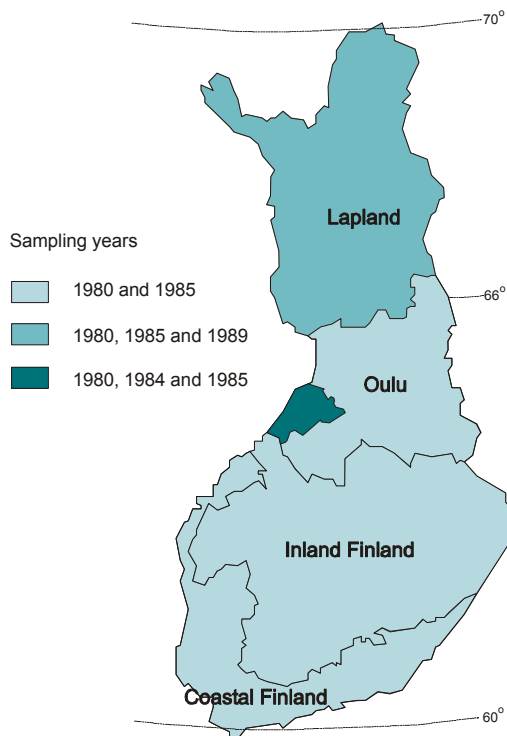 70°
Lapland
Sampling years
1980 and 1985
66°
1980, 1985 and 1989
1980, 1984 and 1985
Oulu
Inland Finland
Coastal Finland
60°